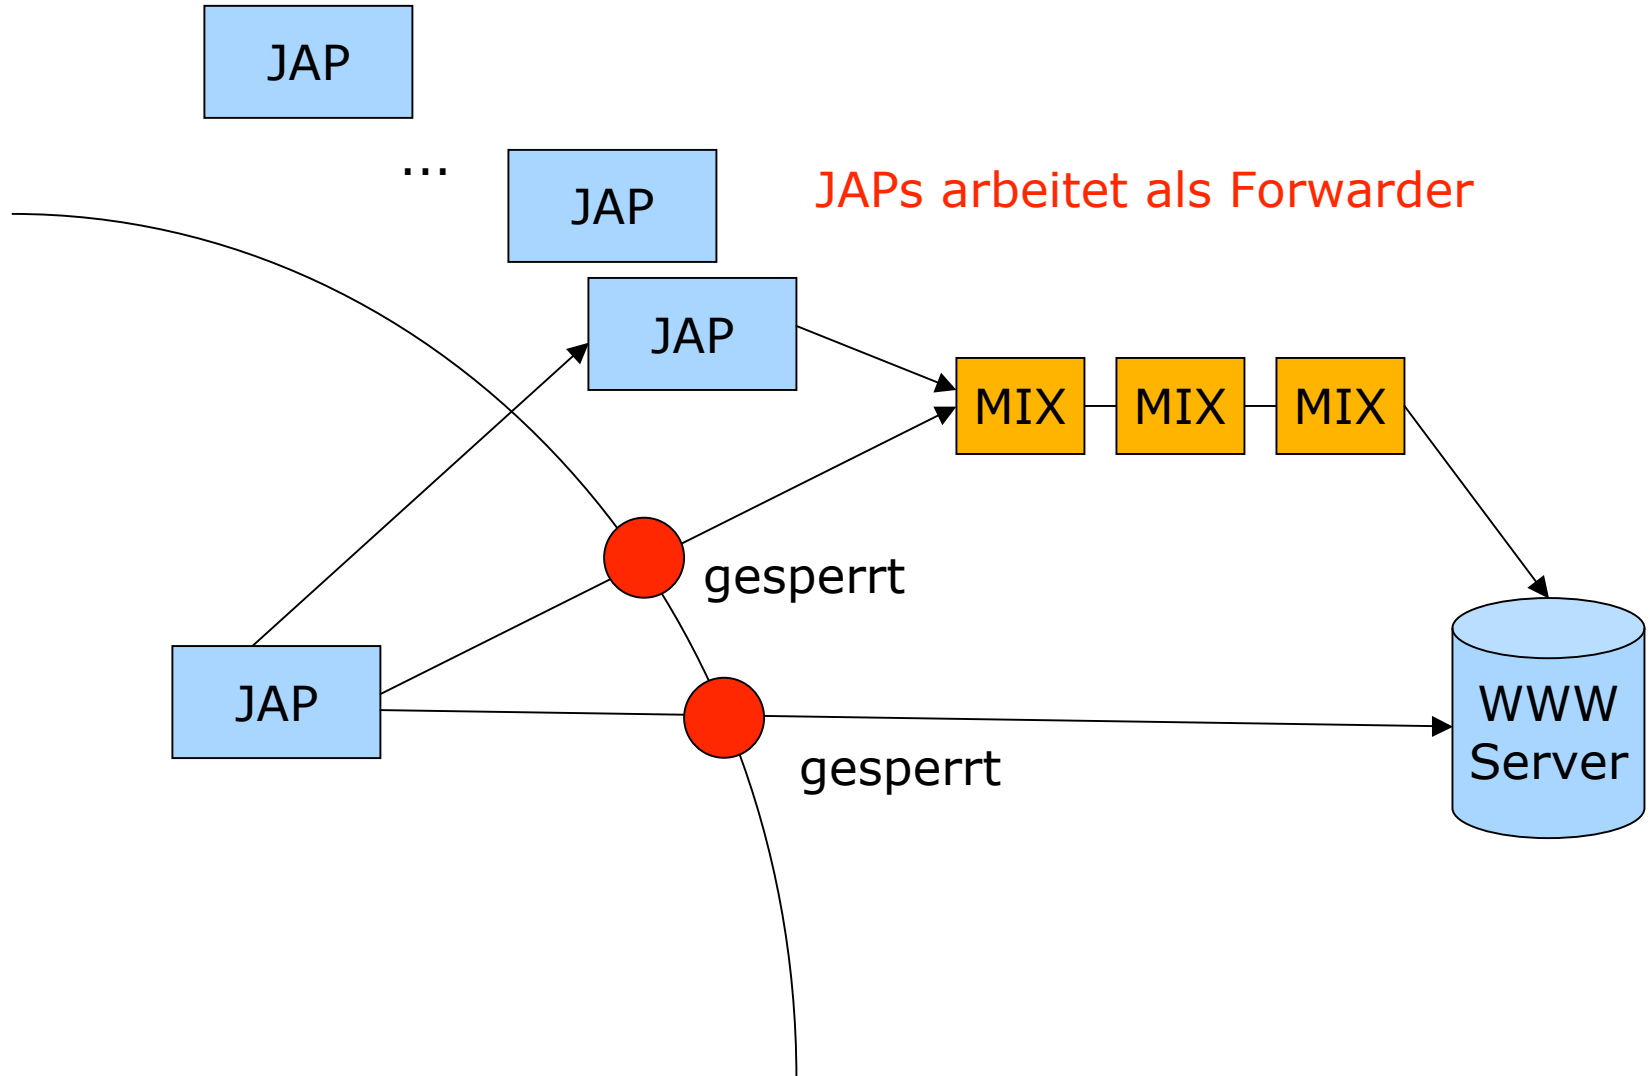 JAP
...
JAP
JAPs arbeitet als Forwarder
JAP
MIX
MIX
MIX
gesperrt
JAP
WWW
Server
gesperrt